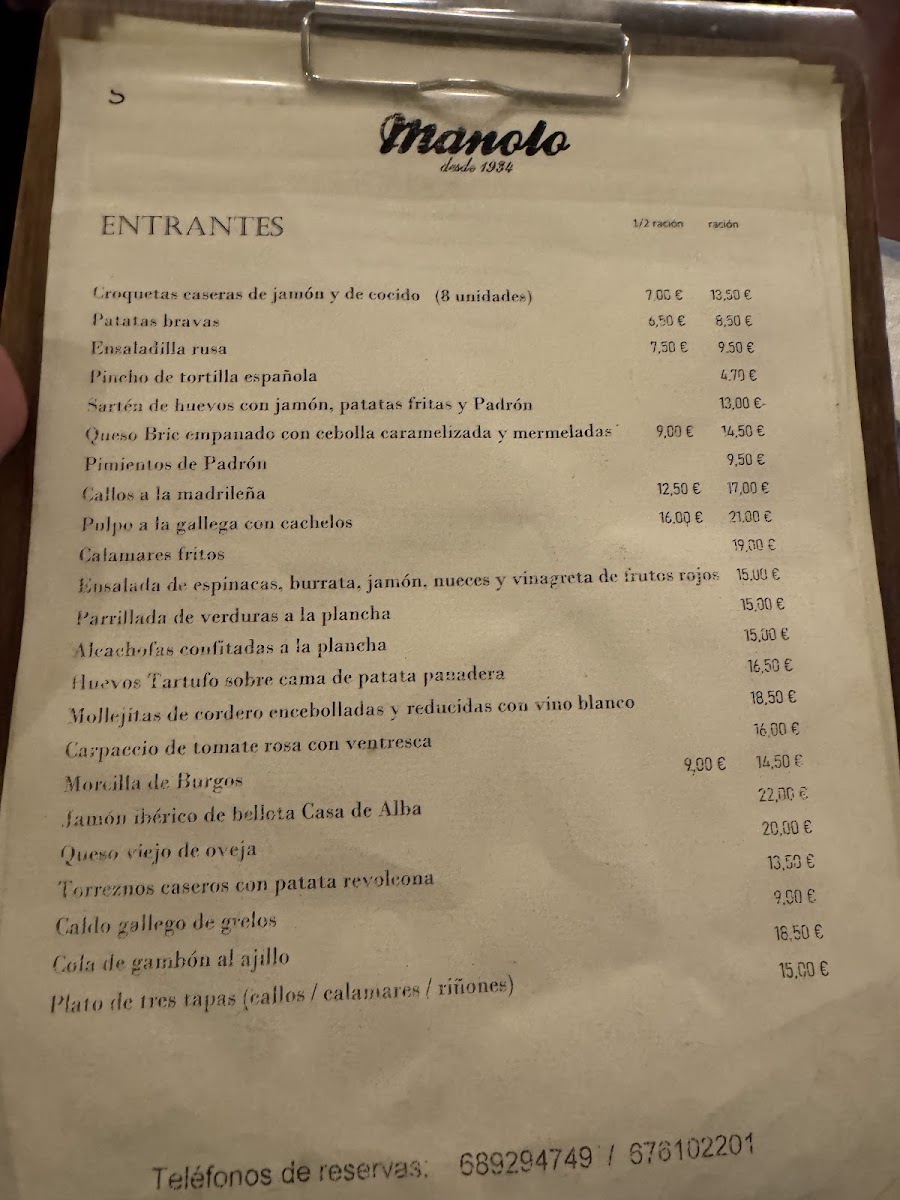 S
Manolo
desde 1934
ENTRANTES 1/2 ración ración
Croquetas caseras de jamón y de cocido (8 unidades) 7,00 € 13,50 €
Patatas bravas 6,50 € 8,50 €
Ensaladilla rusa 7,50 € 9,50 €
Pincho de tortilla española 4,70 €
Sartén de huevos con jamón, patatas fritas y Padrón 13,00 €
Queso Bric empanado con cebolla caramelizada y mermeladas 9,00 € 14,50 €
Pimientos de Padrón 9,50 €
Callos a la madrileña 12,50 € 17,00 €
Pulpo a la gallega con cachelos 16,00 € 21,00 €
Calamares fritos 19,00 €
Ensalada de espinacas, burrata, jamón, nueces y vinagreta de frutos rojos 15,00 €
Parrillada de verduras a la plancha 15,00 €
Alcachofas confitadas a la plancha 15,00 €
Huevos Tartufo sobre cama de patata panadera 16,50 €
Mollejitas de cordero encebolladas y reducidas con vino blanco 18,50 €
Carpaccio de tomate rosa con ventresca 16,00 €
Morcilla de Burgos 9,00 € 14,50 €
Jamón ibérico de bellota Casa de Alba 22,00 €
Queso viejo de oveja 20,00 €
Torreznos caseros con patata revolcona 13,50 €
Caldo gallego de grelos 9,00 €
Cola de gambón al ajillo 18,50 €
Plato de tres tapas (callos / calamares / riñones) 15,00 €
Teléfonos de reservas: 689294749 / 676102201